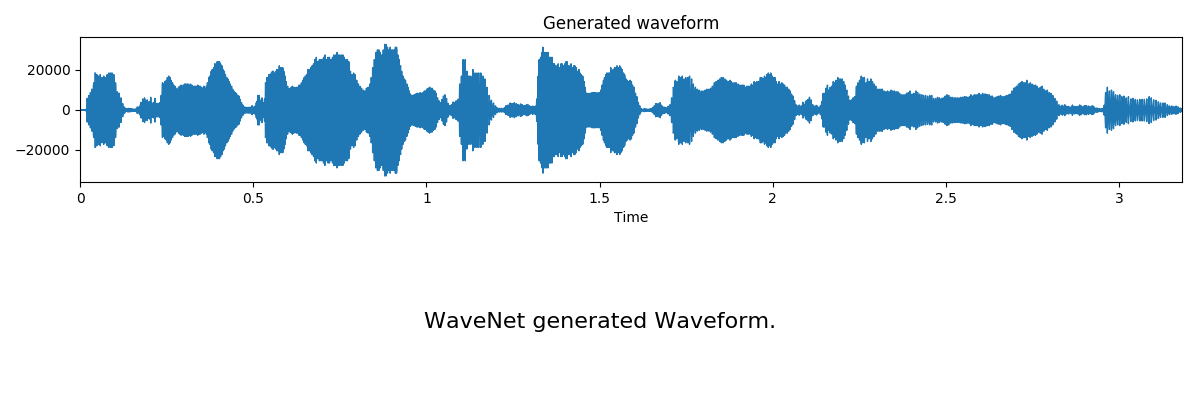 Generated waveform
20000
0
−20000
0 0.5 1 1.5 2 2.5 3
Time
WaveNet generated Waveform.